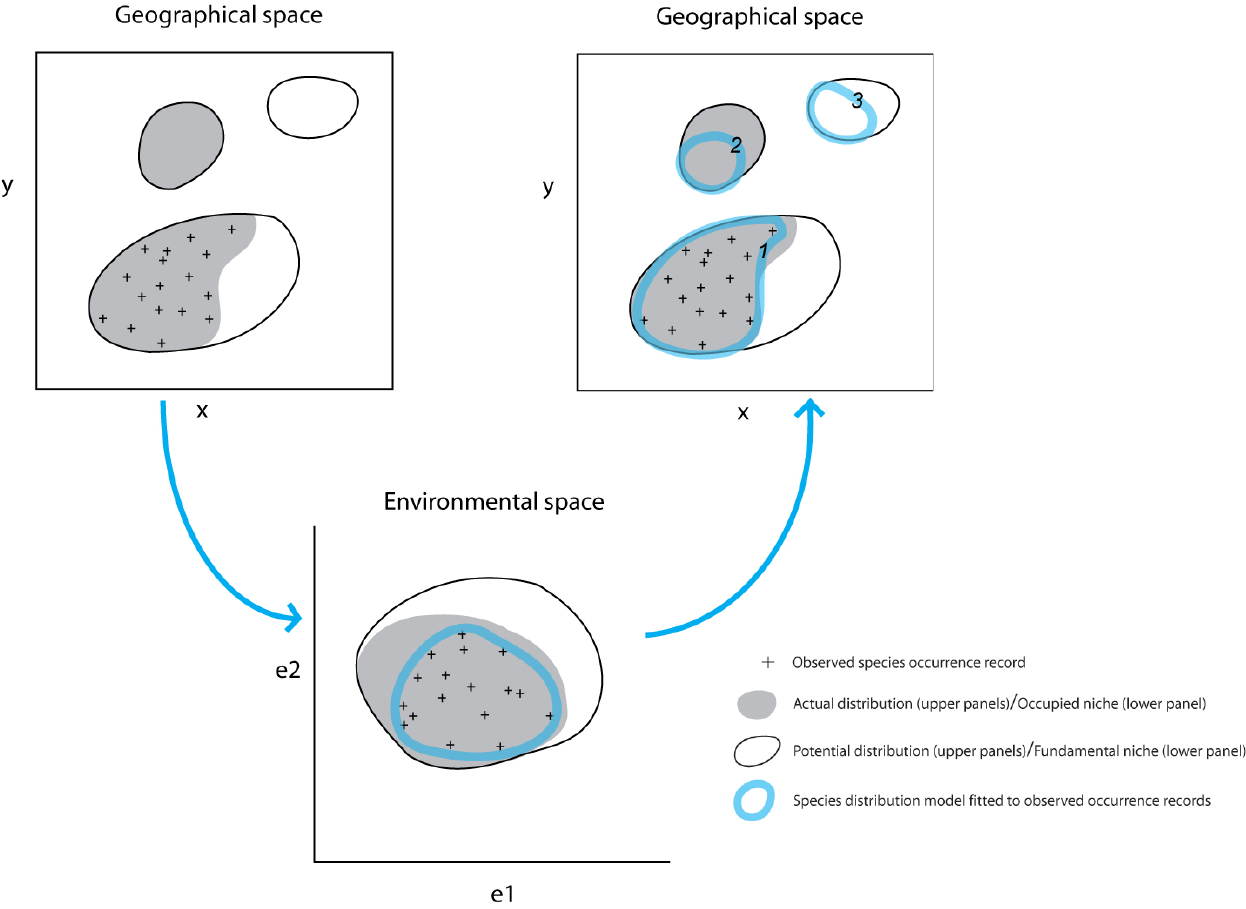 Geographical space
Geographical space
y
x
y
x
1
2
3
Environmental space
e2
e1
Observed species occurrence record
Actual distribution (upper panels)/Occupied niche (lower panel)
Potential distribution (upper panels)/Fundamental niche (lower panel)
Species distribution model fitted to observed occurrence records